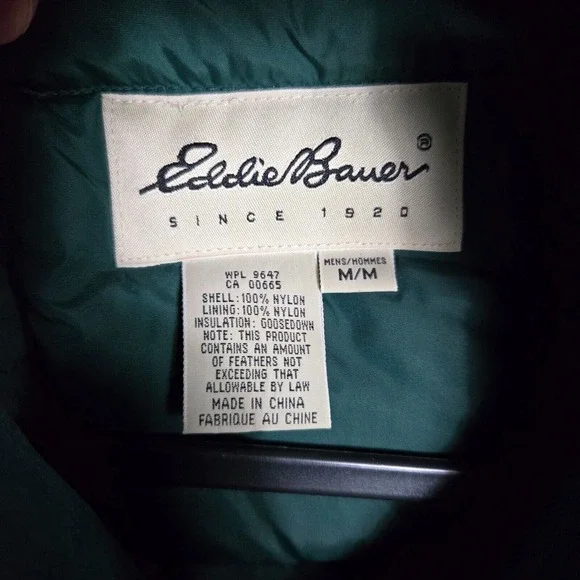 Eddie Bauer®
SINCE 1920
MENS/HOMMES
M/M
WPL 9647
CA 00665
SHELL:100% NYLON
LINING:100% NYLON
INSULATION: GOOSEDOWN
NOTE: THIS PRODUCT
CONTAINS AN AMOUNT
OF FEATHERS NOT
EXCEEDING THAT
ALLOWABLE BY LAW
MADE IN CHINA
FABRIQUE AU CHINE